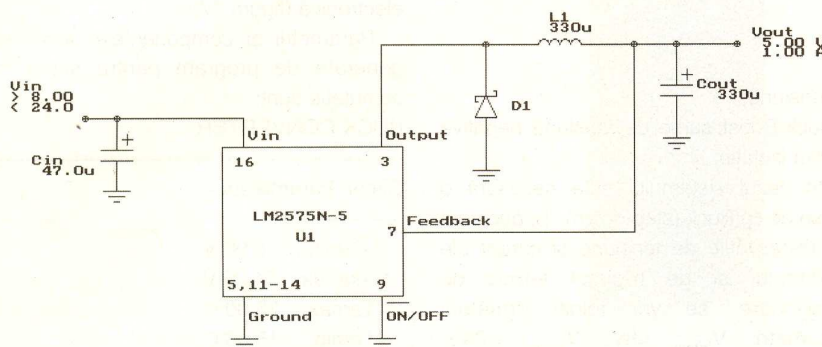 L1
330u
Vout
5.00 V
1.00 A
Cout
330u
D1
Vin
> 8.00
< 24.0
Cin
47.0u
Vin
Output
16
3
LM2575N-5
U1
7
Feedback
5,11-14
9
Ground
ON/OFF